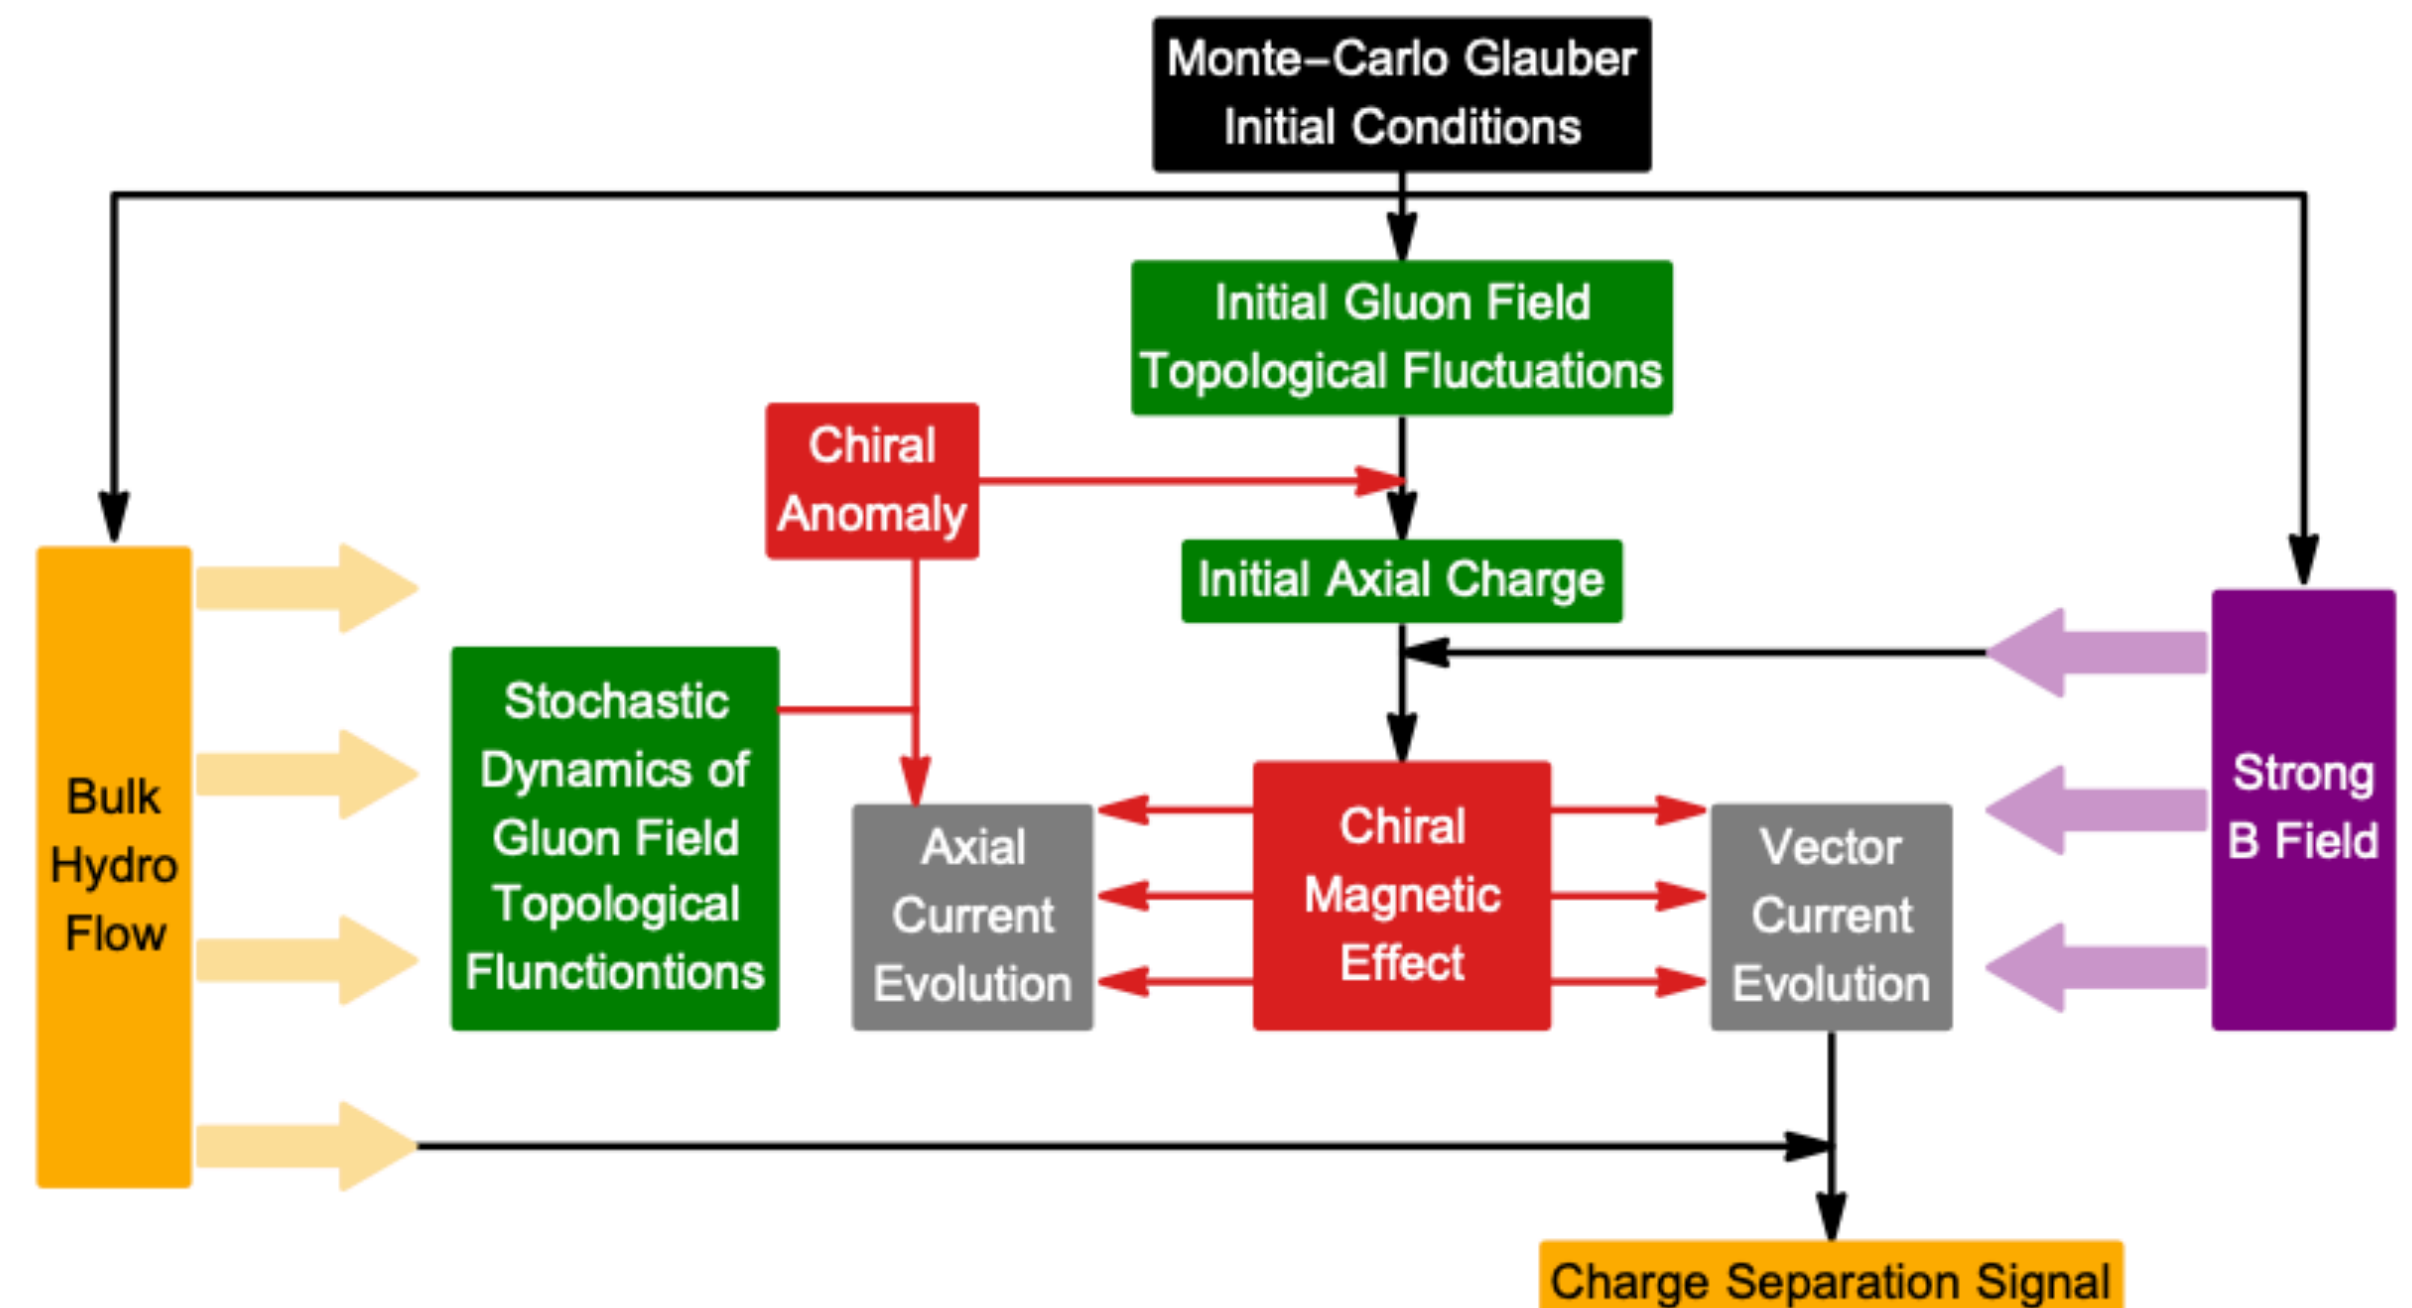 Monte−Carlo Glauber
Initial Conditions
Initial Gluon Field
Topological Fluctuations
Chiral
Anomaly
Initial Axial Charge
Bulk
Hydro
Flow
Stochastic
Dynamics of
Gluon Field
Topological
Flunctiontions
Axial
Current
Evolution
Chiral
Magnetic
Effect
Vector
Current
Evolution
Strong
B Field
Charge Separation Signal